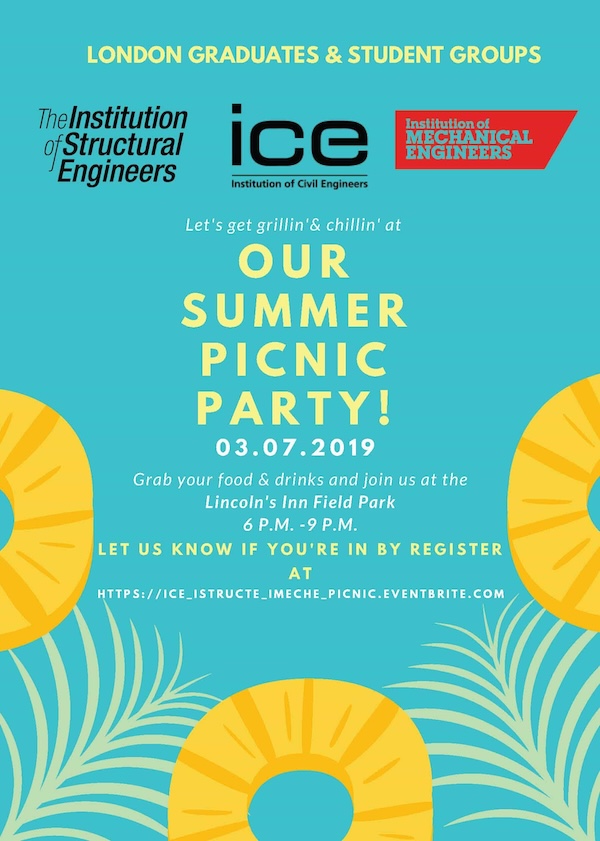 LONDON GRADUATES & STUDENT GROUPS
The Institution
of Structural
Engineers
ice
Institution of Civil Engineers
Institution of
MECHANICAL
ENGINEERS
Let's get grillin'& chillin' at
OUR
SUMMER
PICNIC
PARTY!
03.07.2019
Grab your food & drinks and join us at the
Lincoln's Inn Field Park
6 P.M. -9 P.M.
LET US KNOW IF YOU'RE IN BY REGISTER
AT
HTTPS://ICE_ISTRUCTE_IMECHE_PICNIC.EVENTBRITE.COM